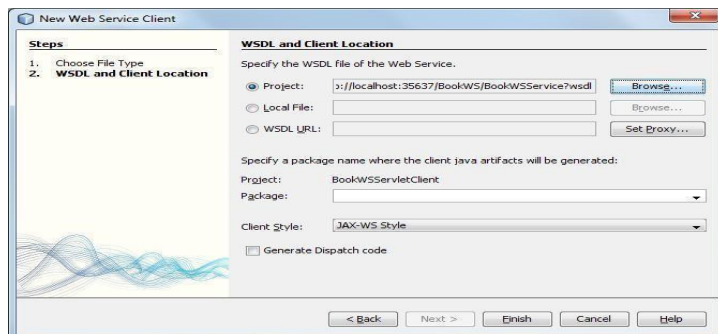 New Web Service Client
Steps
1. Choose File Type
2. WSDL and Client Location
WSDL and Client Location
Specify the WSDL file of the Web Service.
Project: ://localhost:35637/BookWS/BookWSService?wsdl Browse...
Local File: Browse...
WSDL URL: Set Proxy...
Specify a package name where the client java artifacts will be generated:
Project: BookWSServletClient
Package:
Client Style: JAX-WS Style
Generate Dispatch code
< Back Next > Finish Cancel Help